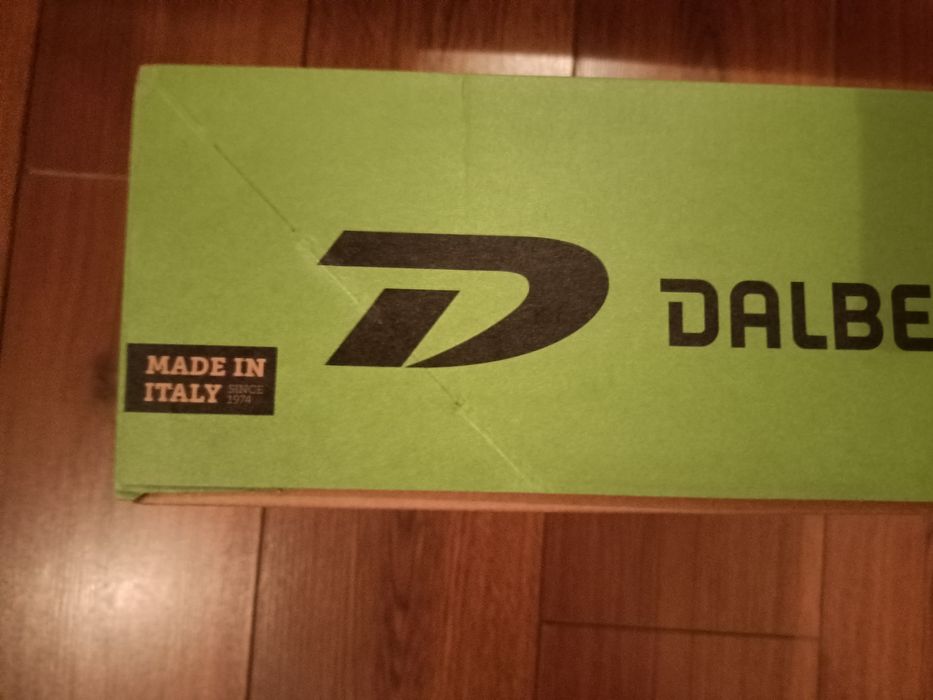 DALBE
MADE IN
ITALY SINCE
1974